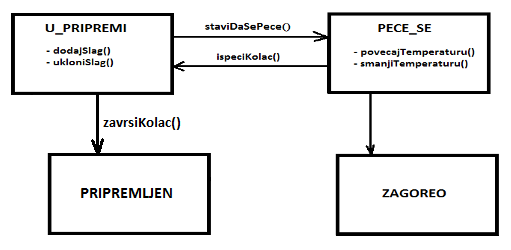 U_PRIPREMI
- dodajSlag()
- ukloniSlag()
staviDaSePece()
ispeciKolac()
PECE_SE
- povecajTemperaturu()
- smanjiTemperaturu()
zavrsiKolac()
PRIPREMLJEN
ZAGOREO